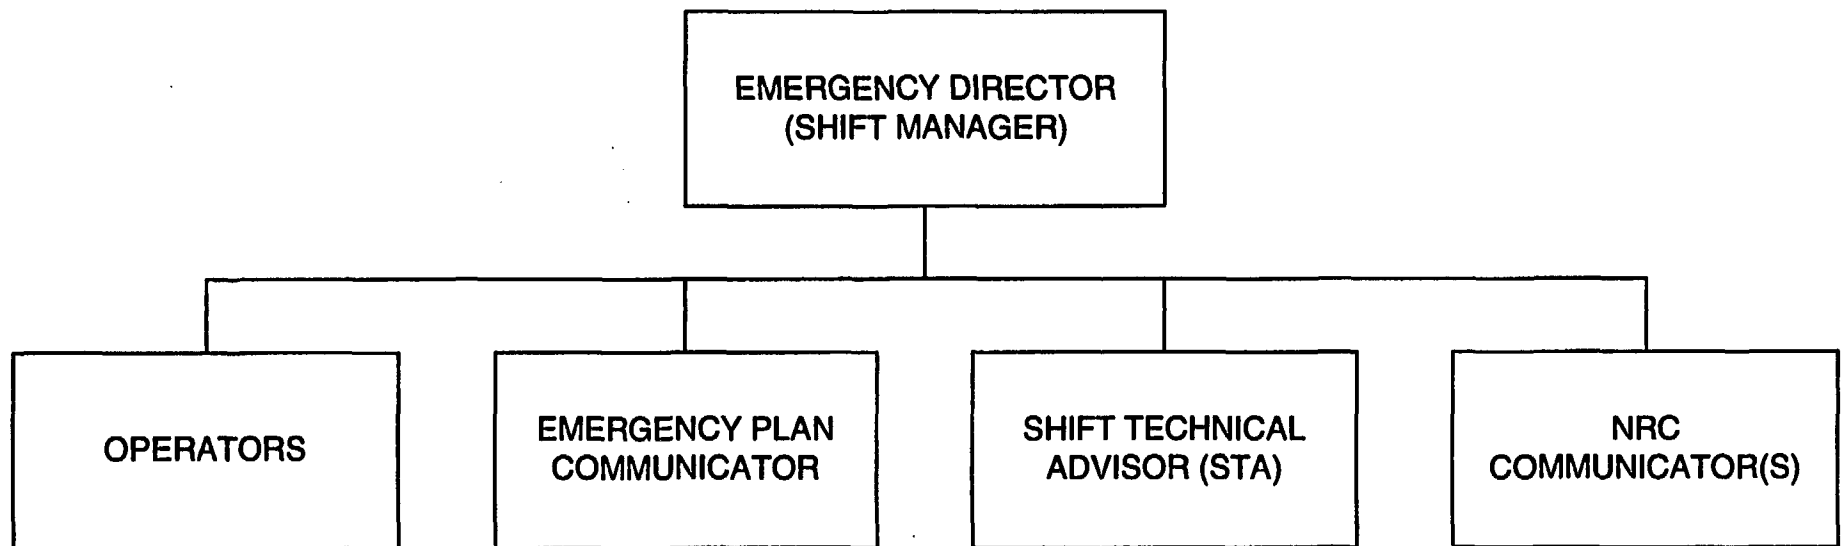 EMERGENCY DIRECTOR
(SHIFT MANAGER)
OPERATORS
EMERGENCY PLAN
COMMUNICATOR
SHIFT TECHNICAL
ADVISOR (STA)
NRC
COMMUNICATOR(S)